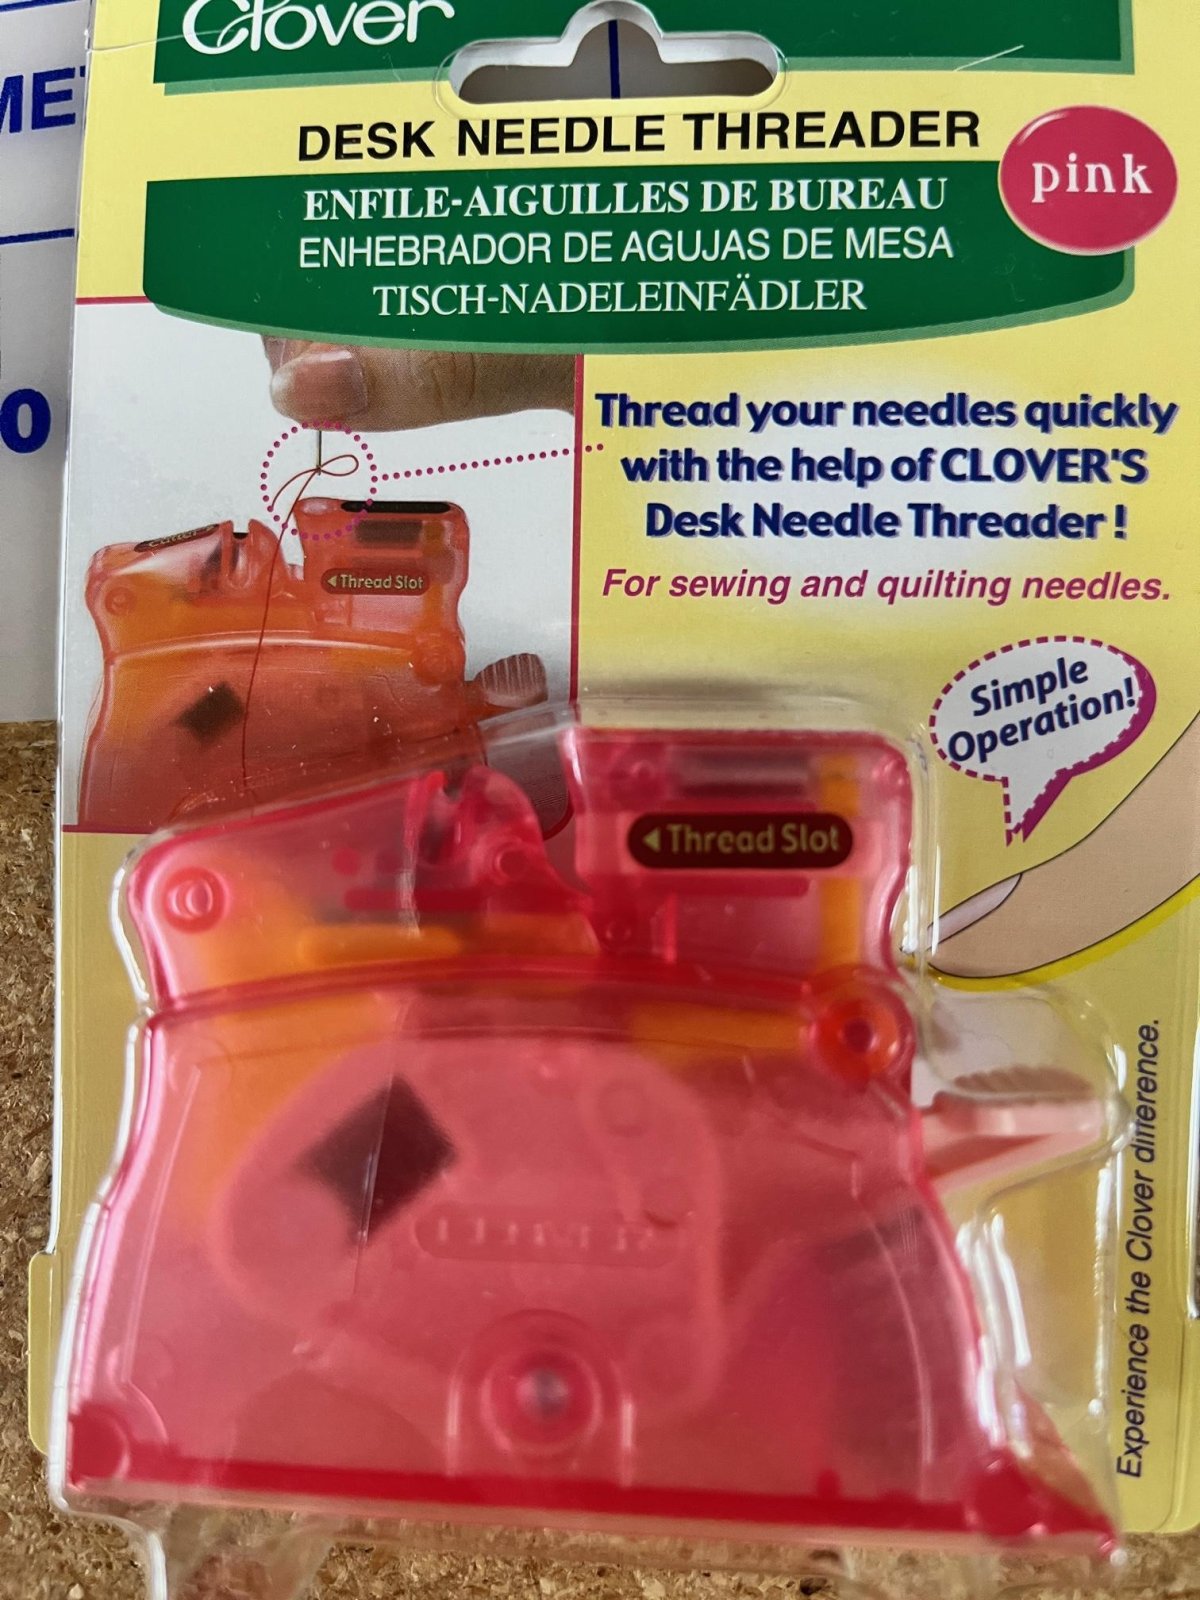 Clover
DESK NEEDLE THREADER
pink
ENFILE-AIGUILLES DE BUREAU
ENHEBRADOR DE AGUJAS DE MESA
TISCH-NADELEINFÄDLER
Thread your needles quickly
with the help of CLOVER'S
Desk Needle Threader !
For sewing and quilting needles.
Cutter
◀Thread Slot
Simple
Operation!
◀Thread Slot
Experience the Clover difference.